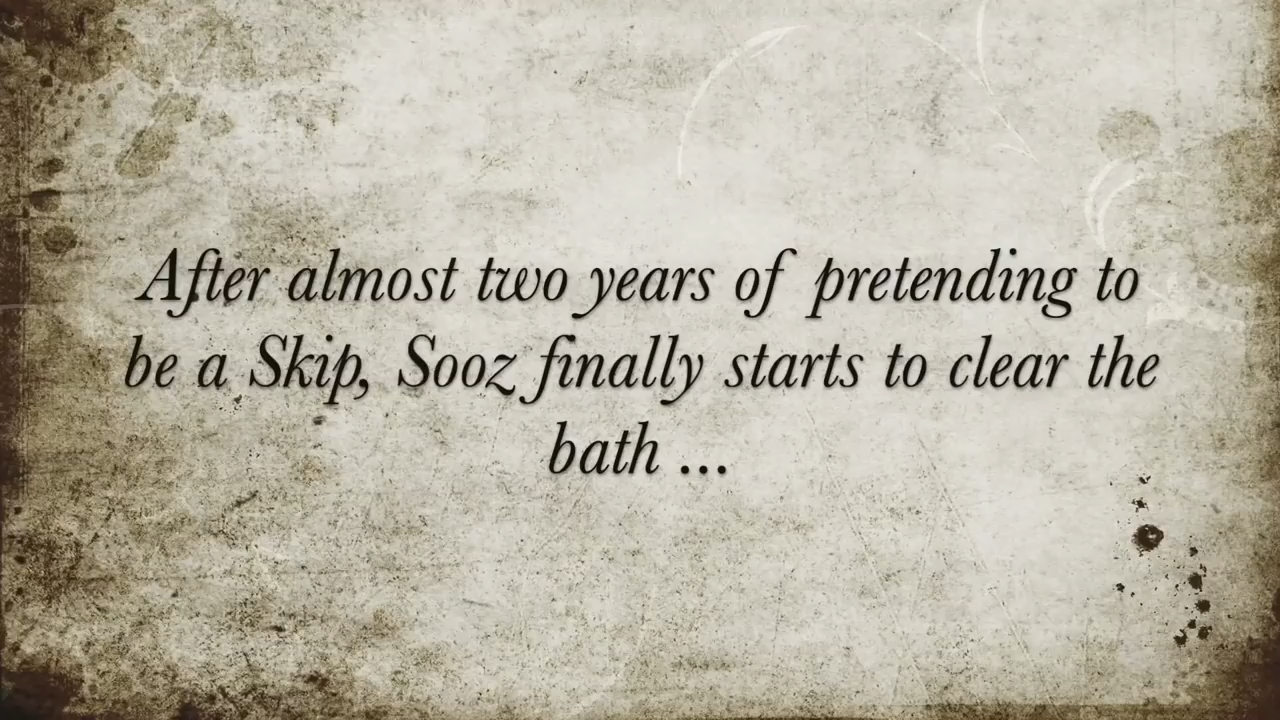 After almost two years of pretending to
be a Skip, Sooz finally starts to clear the
bath ...